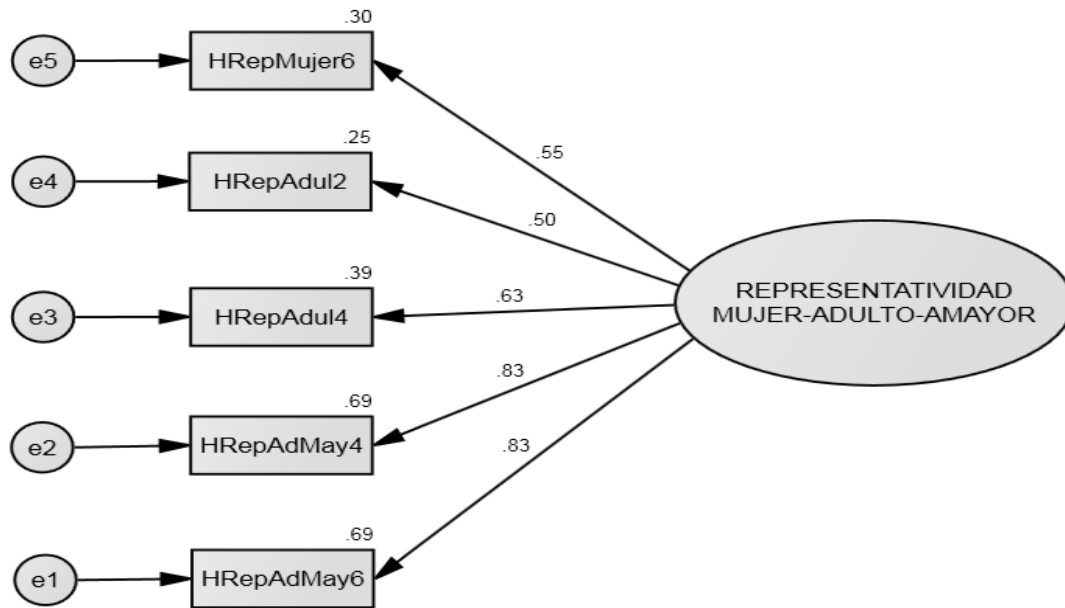 .30
e5
HRepMujer6
.55
.25
e4
HRepAdul2
.50
.39
e3
HRepAdul4
.63
REPRESENTATIVIDAD
MUJER-ADULTO-AMAYOR
.83
.69
e2
HRepAdMay4
.83
.69
e1
HRepAdMay6